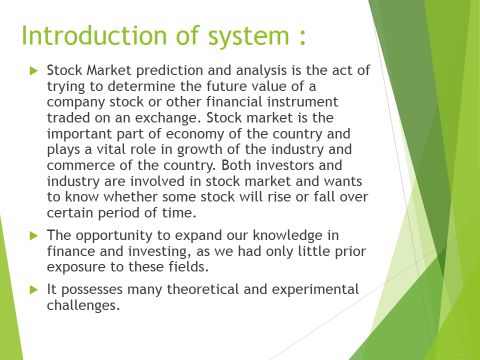 Introduction of system :
Stock Market prediction and analysis is the act of
trying to determine the future value of a
company stock or other financial instrument
traded on an exchange. Stock market is the
important part of economy of the country and
plays a vital role in growth of the industry and
commerce of the country. Both investors and
industry are involved in stock market and wants
to know whether some stock will rise or fall over
certain period of time.
The opportunity to expand our knowledge in
finance and investing, as we had only little prior
exposure to these fields.
It possesses many theoretical and experimental
challenges.